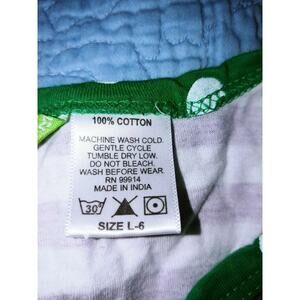 100% COTTON
MACHINE WASH COLD.
GENTLE CYCLE
TUMBLE DRY LOW.
DO NOT BLEACH.
WASH BEFORE WEAR.
RN 99914
MADE IN INDIA
30°
SIZE L-6